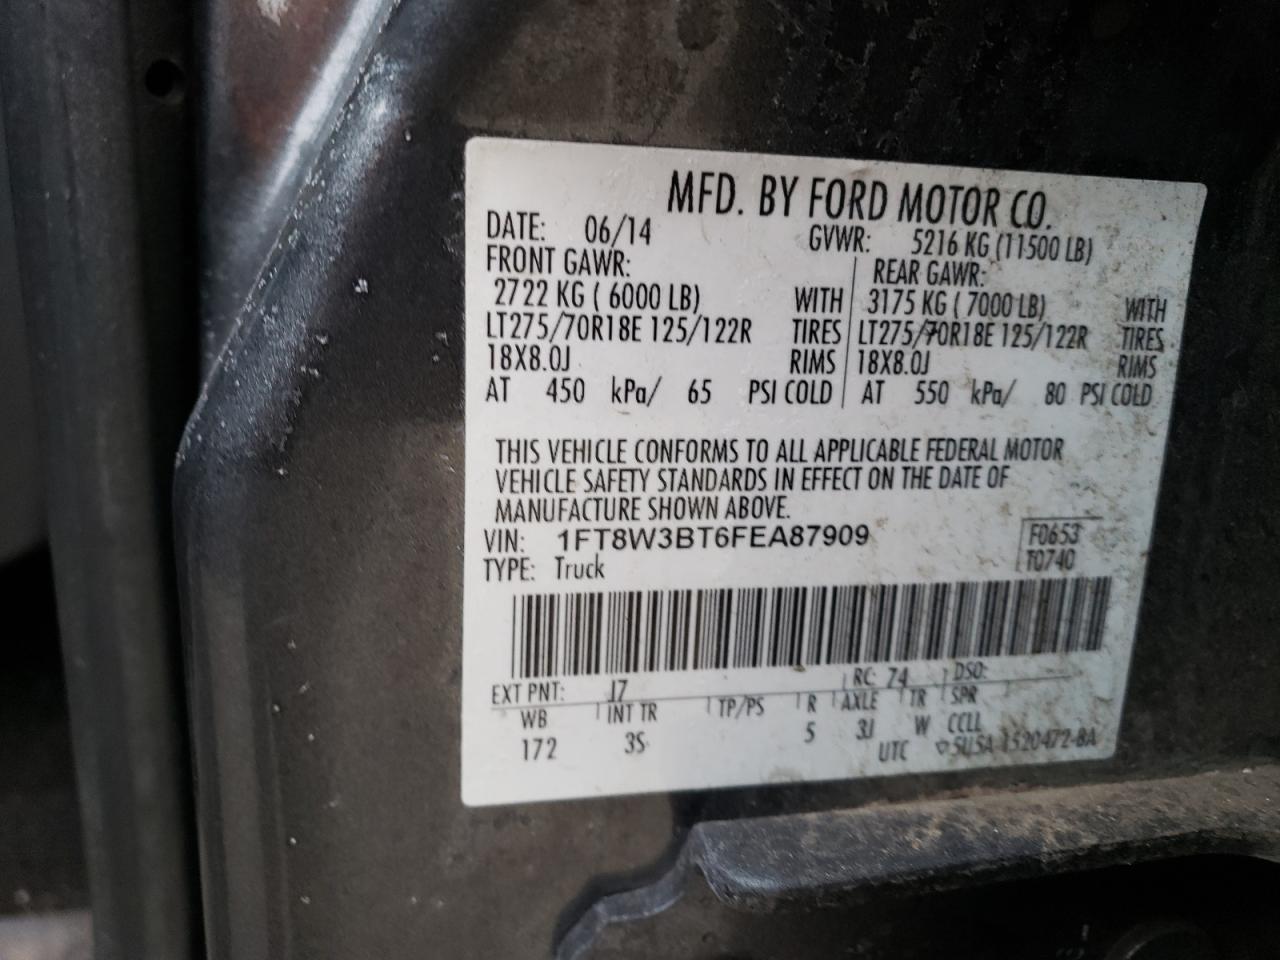 MFD. BY FORD MOTOR CO.
DATE: 06/14 GVWR: 5216 KG (11500 LB)
FRONT GAWR: REAR GAWR:
2722 KG ( 6000 LB) WITH 3175 KG ( 7000 LB) WITH
LT275/70R18E 125/122R TIRES LT275/70R18E 125/122R TIRES
18X8.0J RIMS 18X8.0J RIMS
AT 450 kPa/ 65 PSI COLD AT 550 kPa/ 80 PSI COLD
THIS VEHICLE CONFORMS TO ALL APPLICABLE FEDERAL MOTOR
VEHICLE SAFETY STANDARDS IN EFFECT ON THE DATE OF
MANUFACTURE SHOWN ABOVE.
VIN: 1FT8W3BT6FEA87909 F0653
TYPE: Truck T0740
EXT PNT: J7 RC: 74 DSO:
WB INT TR TP/PS R AXLE TR SPR
172 3S 5 3J W CCLL
UTC 5U5A 1520472-BA